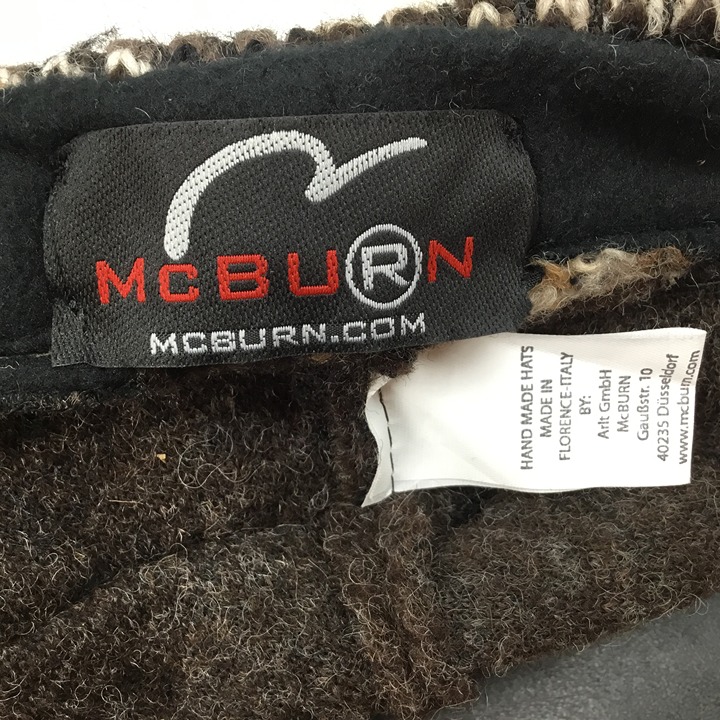 McBURN
MCBURN.COM
HAND MADE HATS
MADE IN
FLORENCE-ITALY
BY:
Arlt GmbH
McBURN
Gaußstr. 10
40235 Düsseldorf
www.mcburn.com